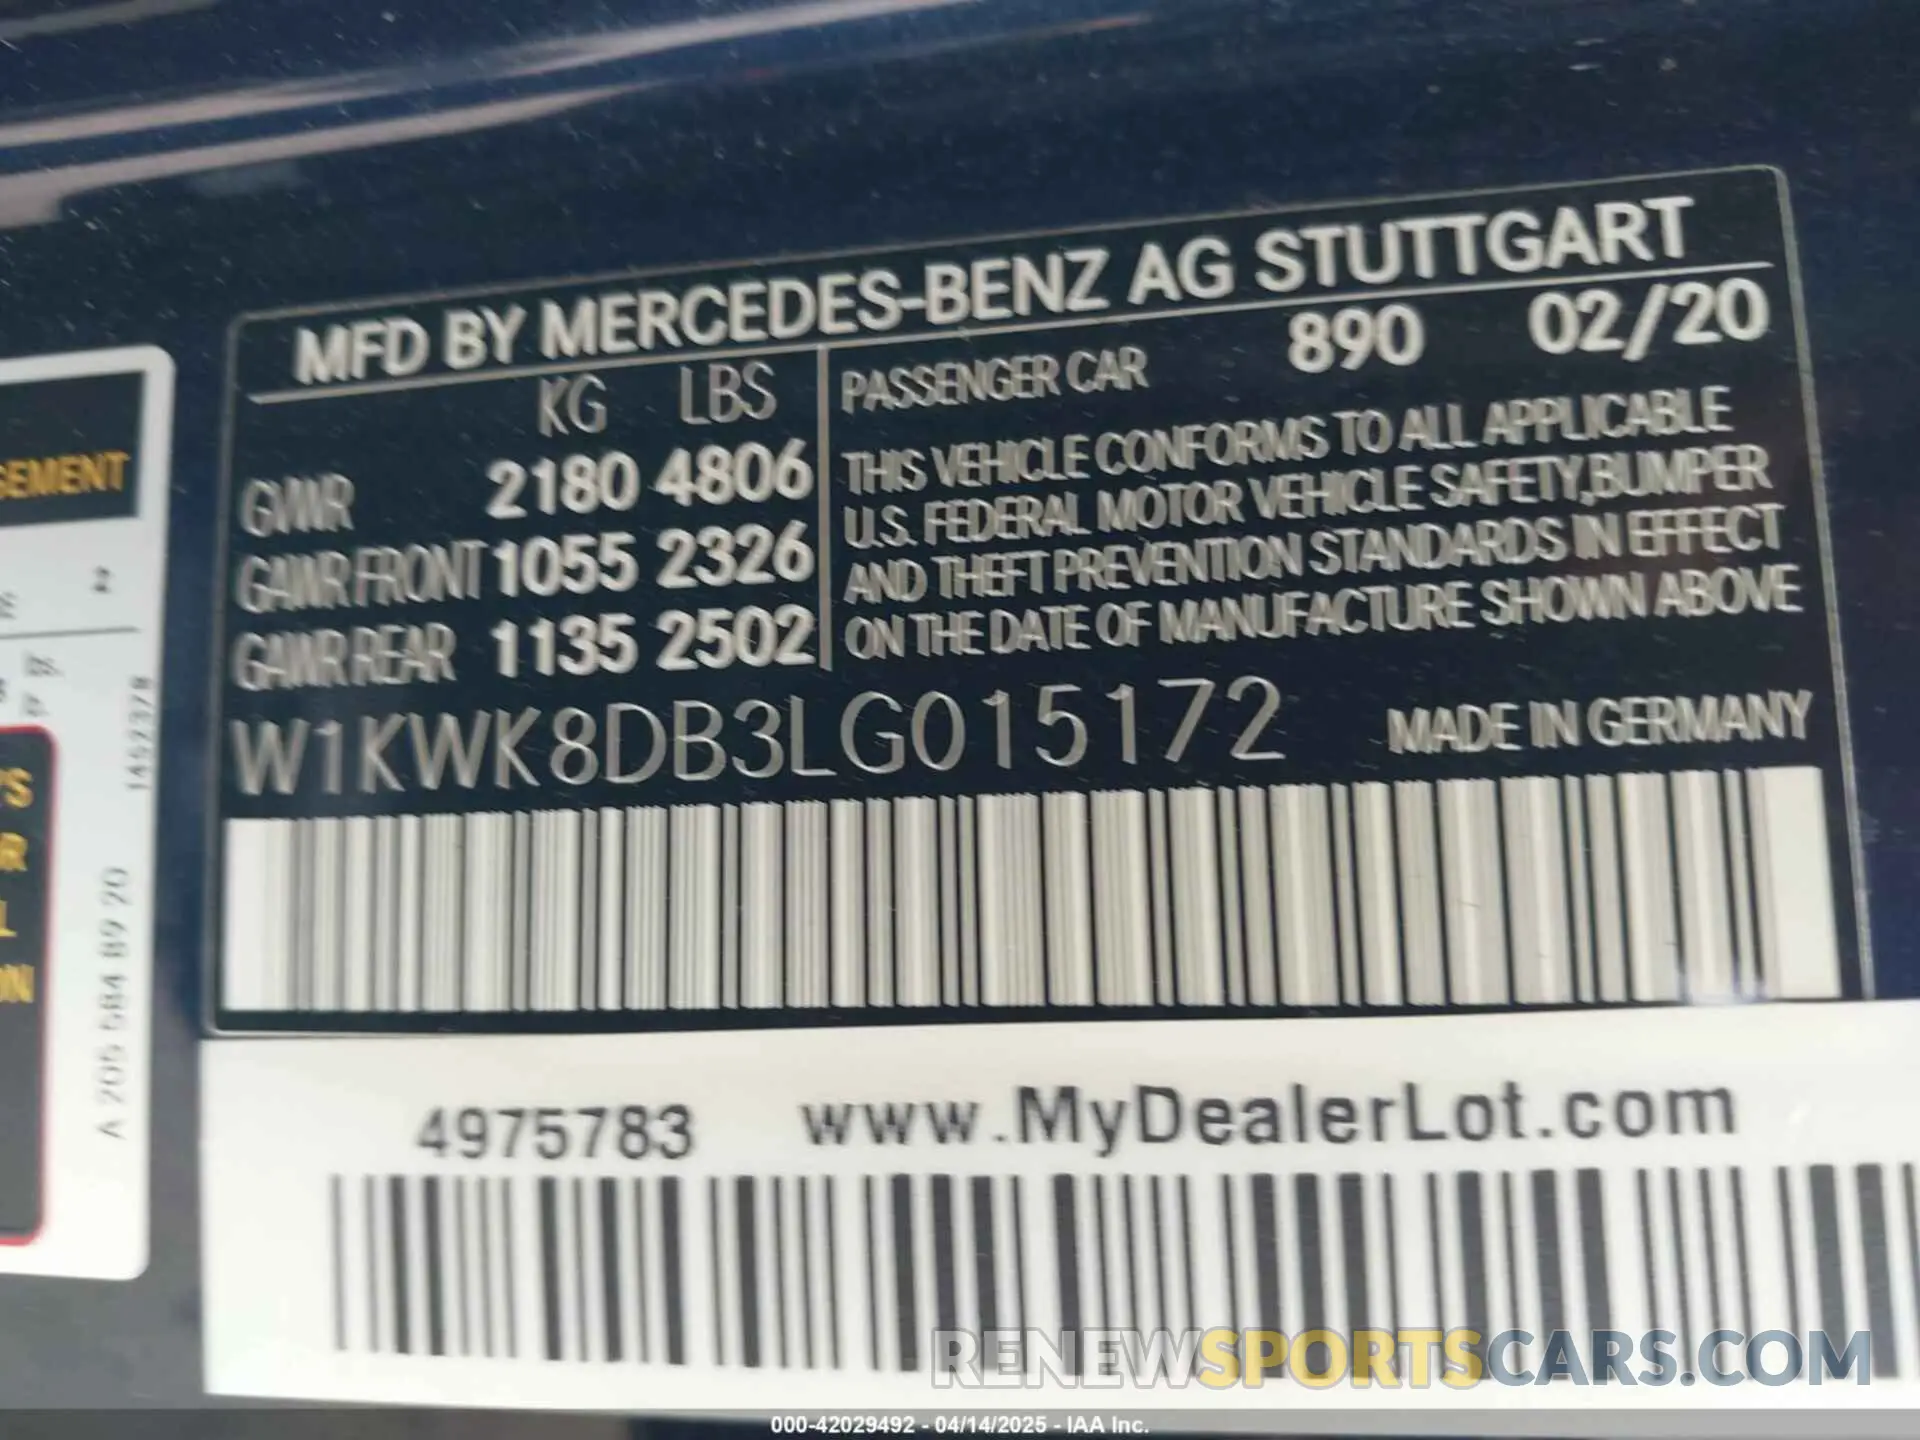 MFD BY MERCEDES-BENZ AG STUTTGART
KG LBS
GVWR 2180 4806
GAWR FRONT 1055 2326
GAWR REAR 1135 2502
PASSENGER CAR 890 02/20
THIS VEHICLE CONFORMS TO ALL APPLICABLE
U.S. FEDERAL MOTOR VEHICLE SAFETY,BUMPER
AND THEFT PREVENTION STANDARDS IN EFFECT
ON THE DATE OF MANUFACTURE SHOWN ABOVE
W1KWK8DB3LG015172 MADE IN GERMANY
4975783 www.MyDealerLot.com
A 205 584 89 20
1457378
RENEWSPORTSCARS.COM
000-42029492 - 04/14/2025 - IAA Inc.